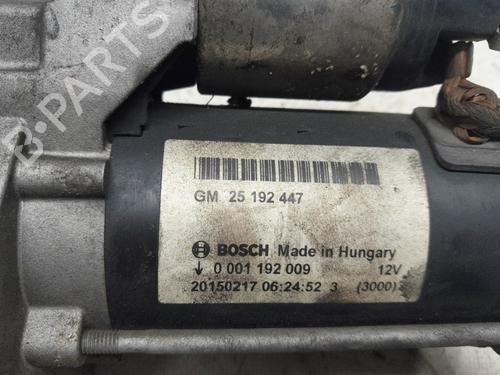 B-PARTS
GM 25 192 447
BOSCH Made in Hungary
0 001 192 009 12V
20150217 06:24:52 3 (3000)